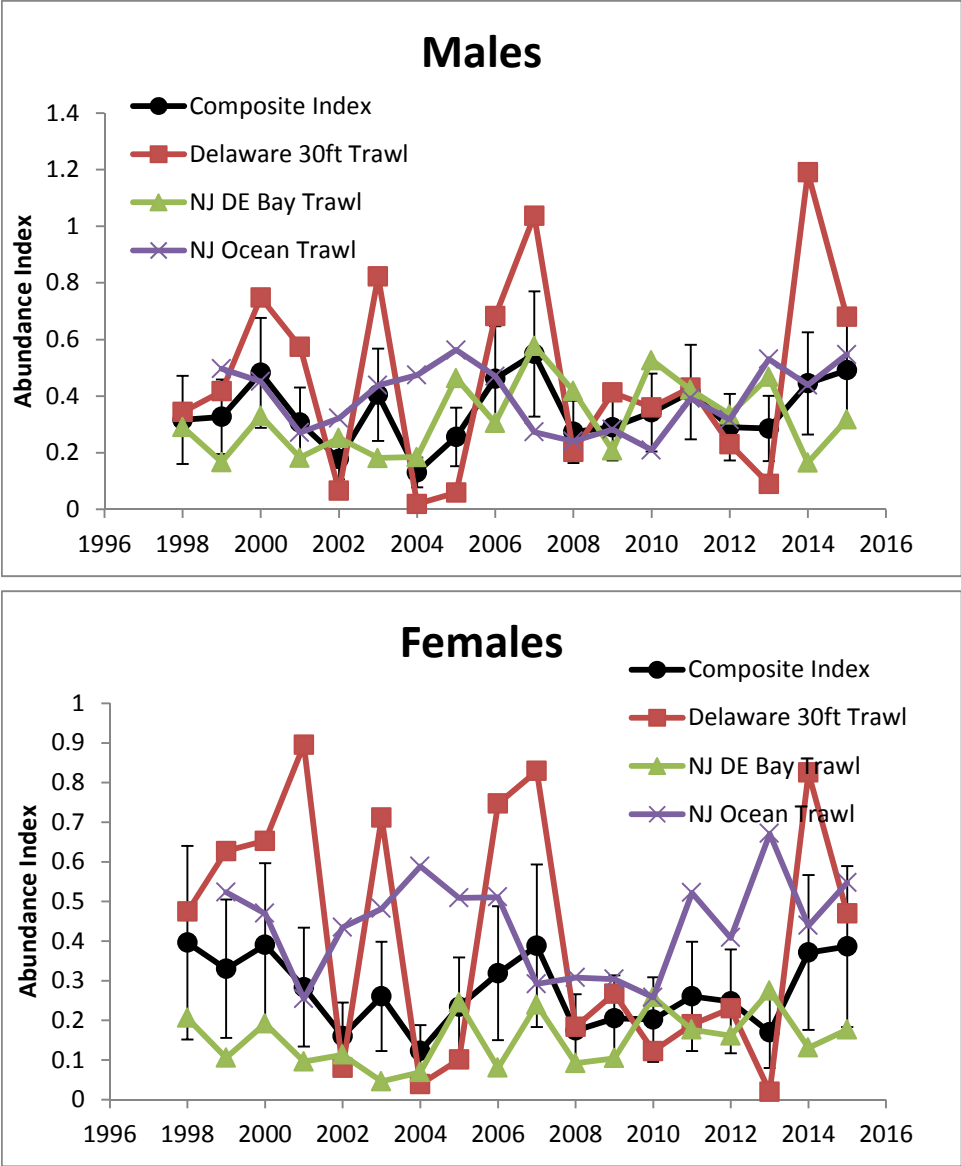 Males
Composite Index
Delaware 30ft Trawl
NJ DE Bay Trawl
NJ Ocean Trawl
Abundance Index
1.4
1.2
1
0.8
0.6
0.4
0.2
0
1996 1998 2000 2002 2004 2006 2008 2010 2012 2014 2016
Females
Composite Index
Delaware 30ft Trawl
NJ DE Bay Trawl
NJ Ocean Trawl
Abundance Index
1
0.9
0.8
0.7
0.6
0.5
0.4
0.3
0.2
0.1
0
1996 1998 2000 2002 2004 2006 2008 2010 2012 2014 2016